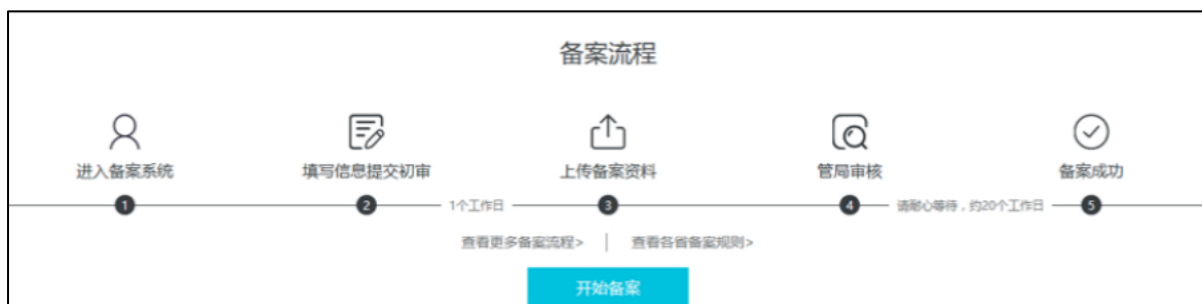 备案流程
进入备案系统 填写信息提交初审 上传备案资料 管局审核 备案成功
1 2 1个工作日 3 4 请耐心等待，约20个工作日 5
查看更多备案流程> | 查看各省备案规则>
开始备案